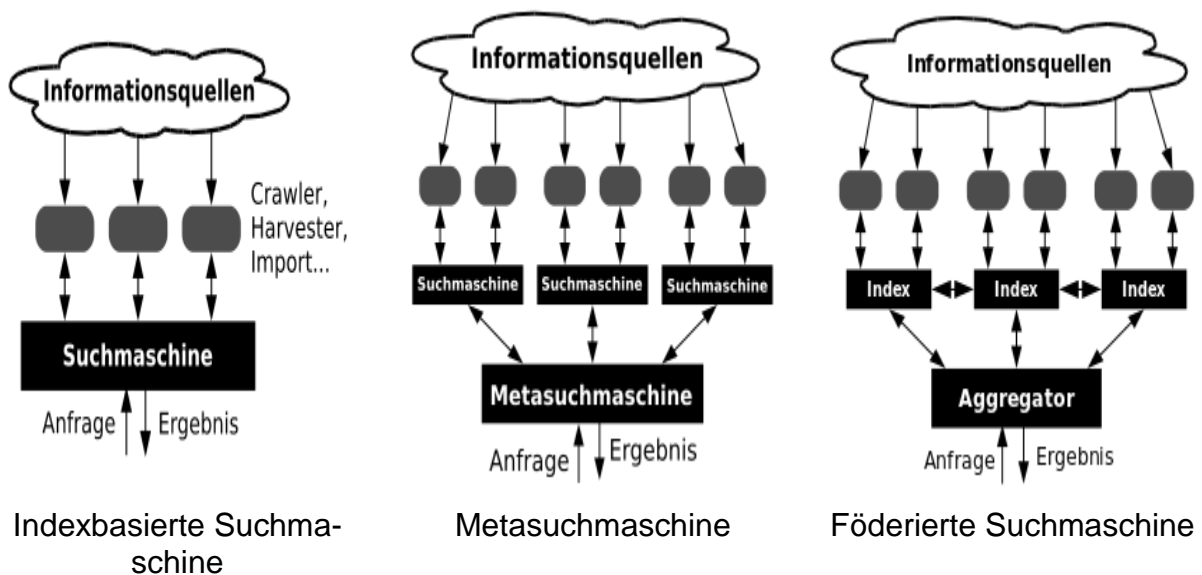 Informationsquellen
Crawler,
Harvester,
Import...
Suchmaschine
Anfrage
Ergebnis
Indexbasierte Suchma-
schine
Informationsquellen
Suchmaschine
Suchmaschine
Suchmaschine
Metasuchmaschine
Anfrage
Ergebnis
Metasuchmaschine
Informationsquellen
Index
Index
Index
Aggregator
Anfrage
Ergebnis
Föderierte Suchmaschine